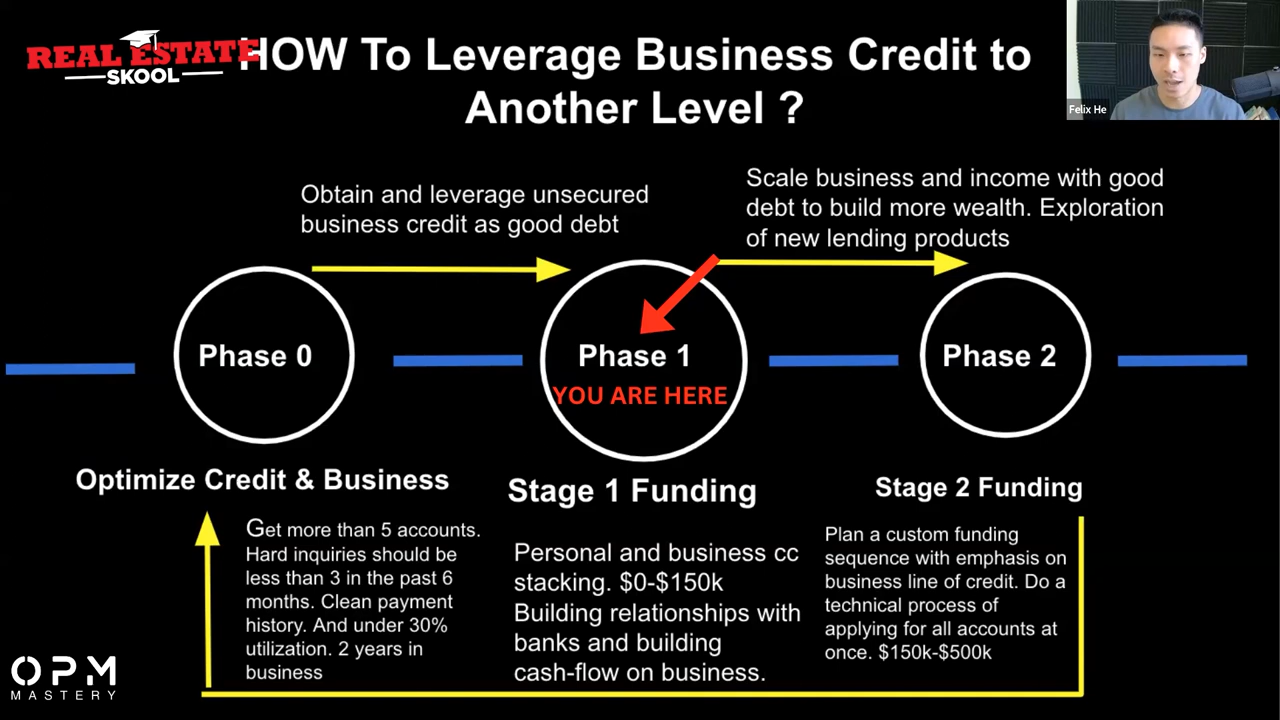 REAL ESTATE
SKOOL
HOW To Leverage Business Credit to
Another Level ?
Felix He
Obtain and leverage unsecured
business credit as good debt
Scale business and income with good
debt to build more wealth. Exploration
of new lending products
Phase 0
Phase 1
YOU ARE HERE
Phase 2
Optimize Credit & Business
Get more than 5 accounts.
Hard inquiries should be
less than 3 in the past 6
months. Clean payment
history. And under 30%
utilization. 2 years in
business
Stage 1 Funding
Personal and business cc
stacking. $0-$150k
Building relationships with
banks and building
cash-flow on business.
Stage 2 Funding
Plan a custom funding
sequence with emphasis on
business line of credit. Do a
technical process of
applying for all accounts at
once. $150k-$500k
OPM
MASTERY